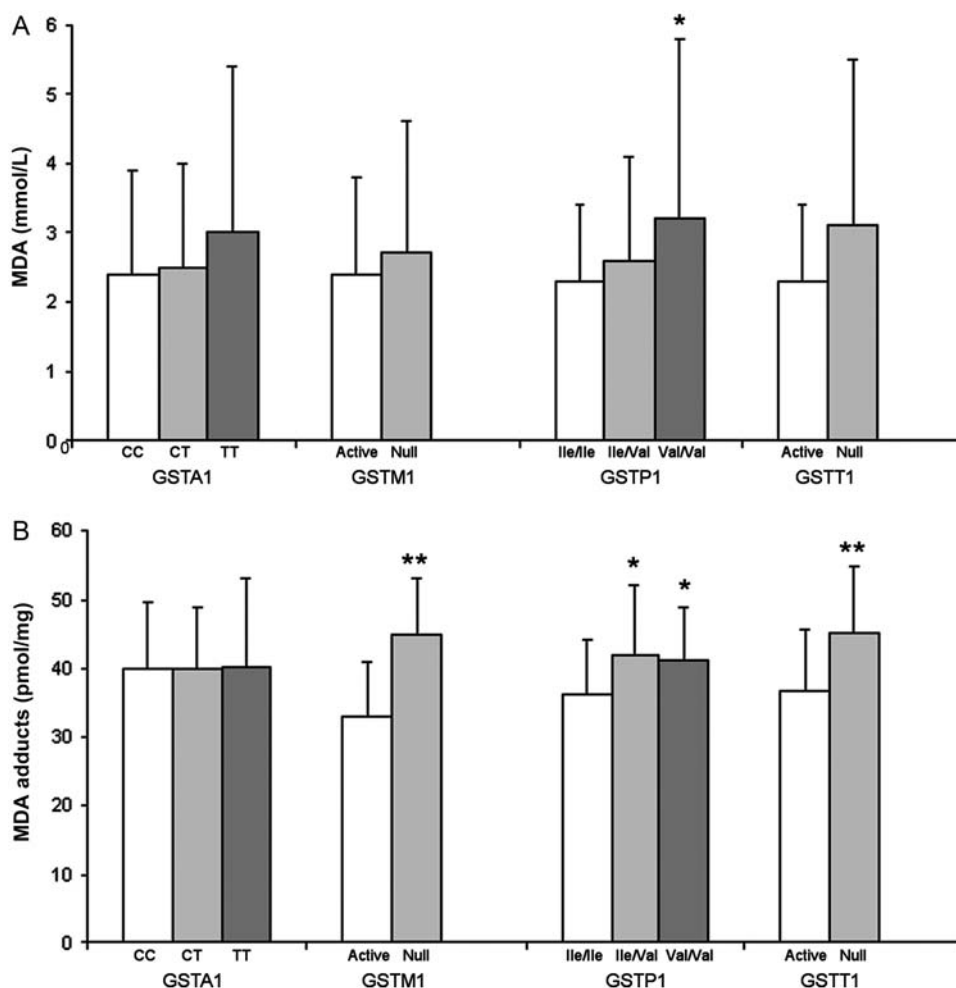 A
6
5
4
3
2
1
0
0
MDA (mmol/L)
*
CC CT TT Active Null Ile/Ile Ile/Val Val/Val Active Null
GSTA1 GSTM1 GSTP1 GSTT1
B
60
50
40
30
20
10
0
MDA adducts (pmol/mg)
** * * **
CC CT TT Active Null Ile/Ile Ile/Val Val/Val Active Null
GSTA1 GSTM1 GSTP1 GSTT1